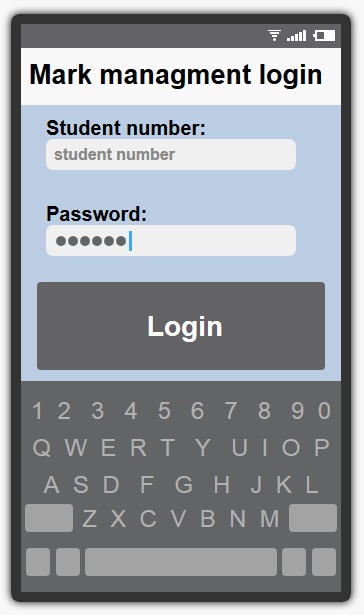 Mark managment login
Student number:
student number
Password:
●●●●●●
Login
1 2 3 4 5 6 7 8 9 0
Q W E R T Y U I O P
A S D F G H J K L
Z X C V B N M